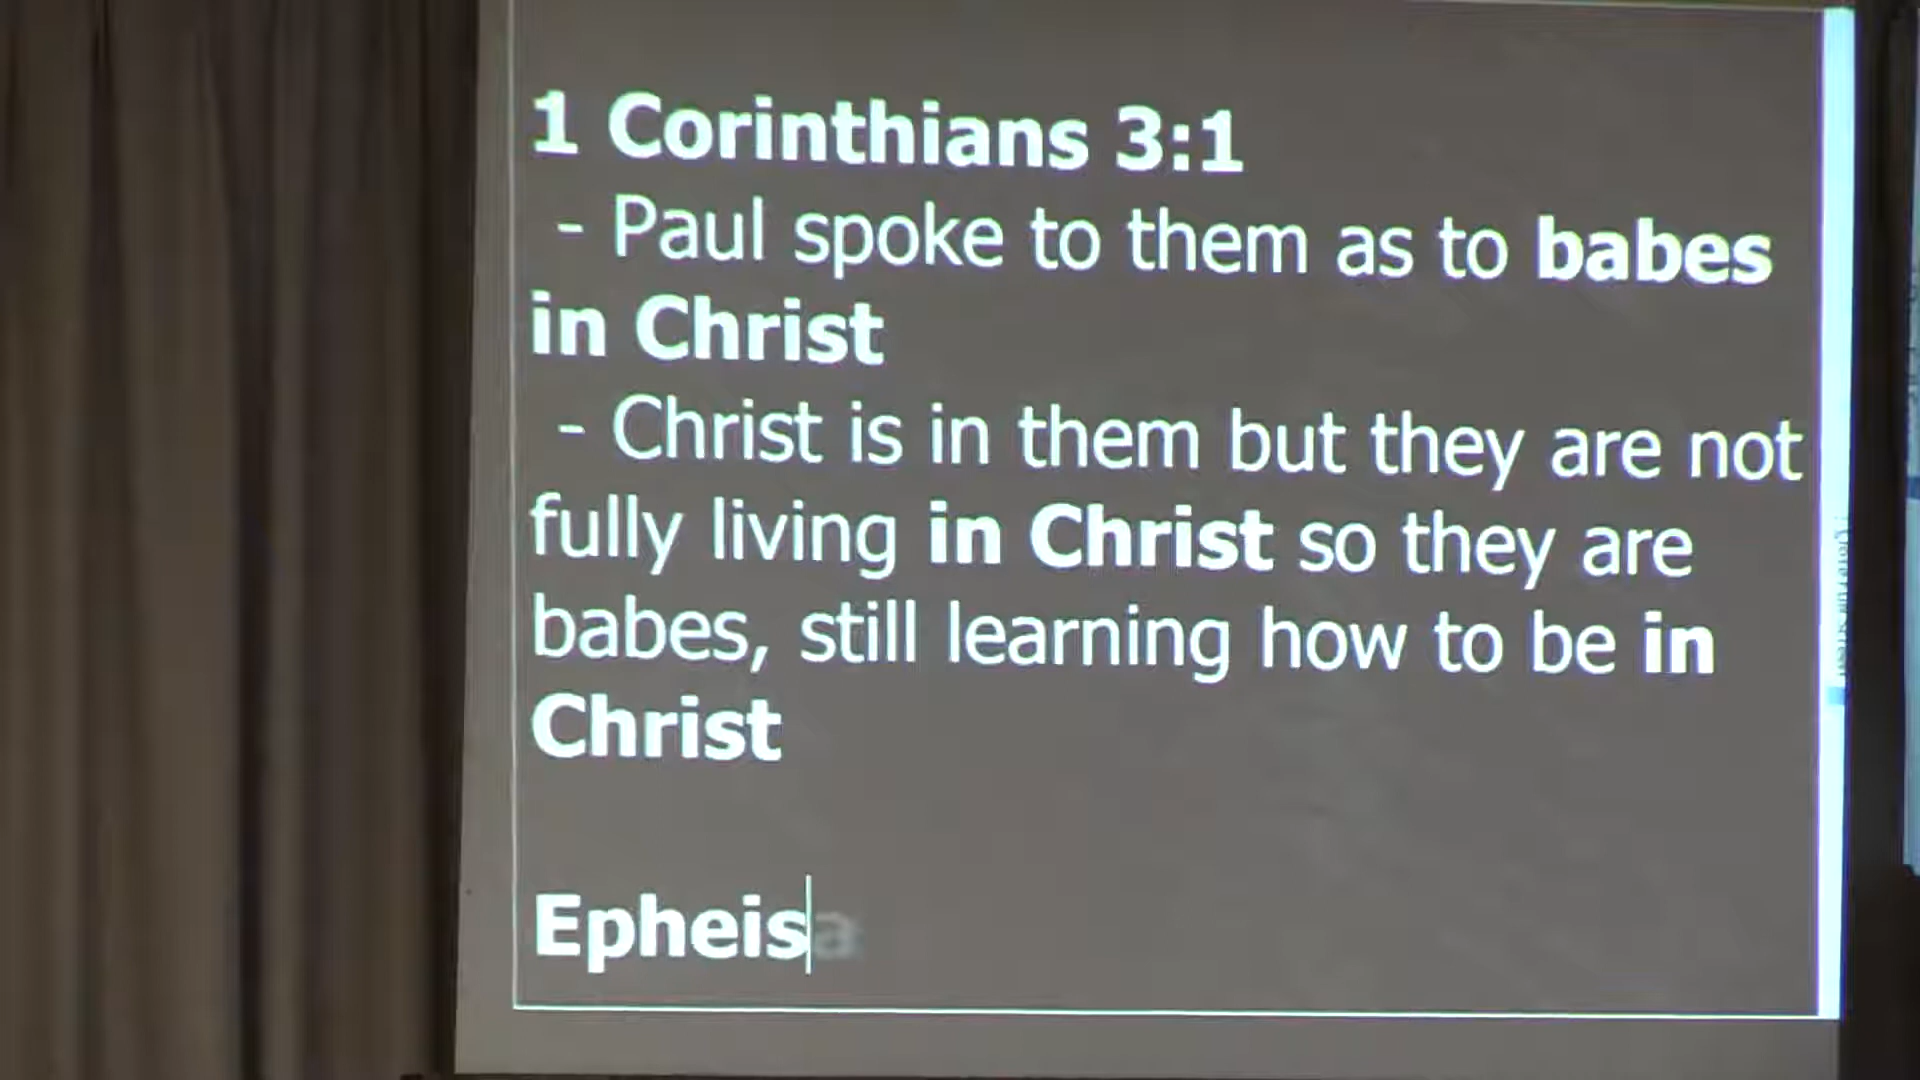 1 Corinthians 3:1
- Paul spoke to them as to babes
in Christ
- Christ is in them but they are not
fully living in Christ so they are
babes, still learning how to be in
Christ
Epheis